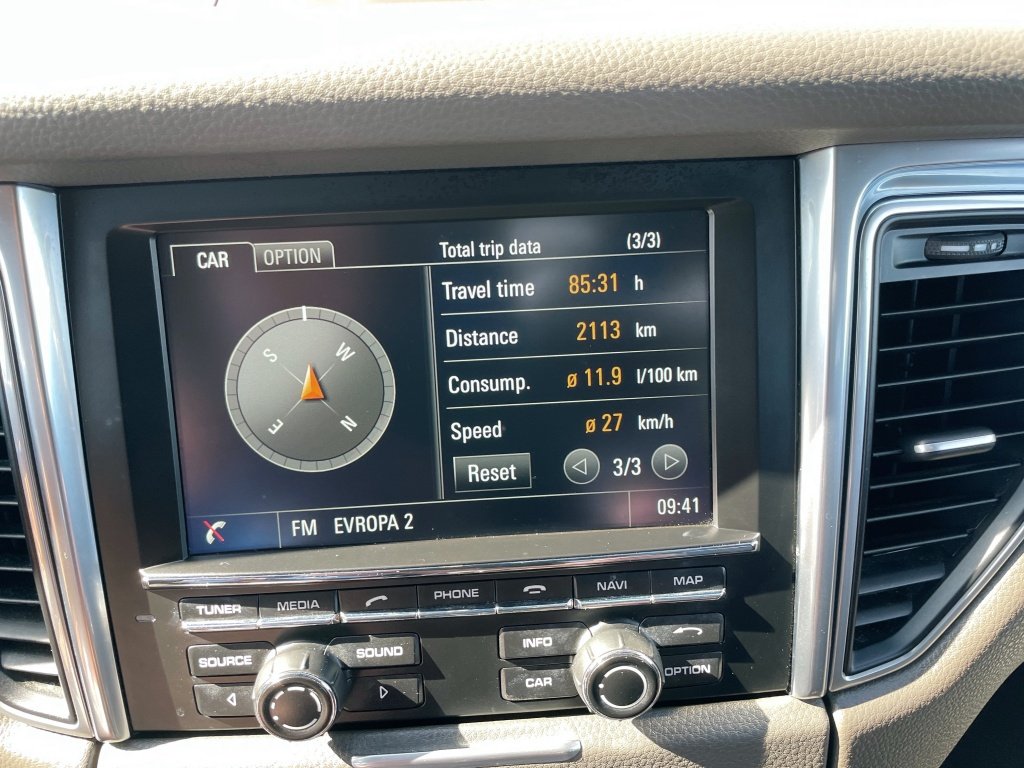 CAR OPTION Total trip data (3/3)
Travel time 85:31 h
Distance 2113 km
Consump. ø 11.9 l/100 km
Speed ø 27 km/h
Reset 3/3
S W
E N
FM EVROPA 2 09:41
TUNER MEDIA PHONE NAVI MAP
SOURCE SOUND INFO
CAR OPTION